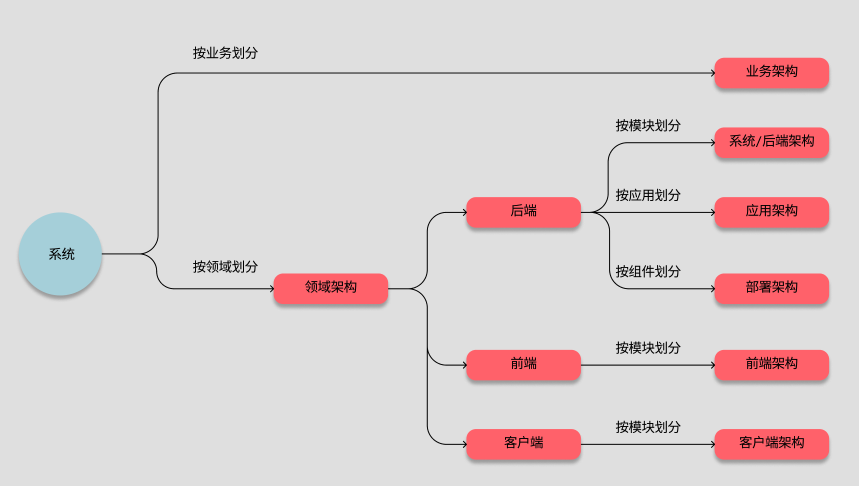 按业务划分
业务架构
按模块划分
系统/后端架构
按应用划分
后端
应用架构
系统
按领域划分
领域架构
按组件划分
部署架构
按模块划分
前端
前端架构
按模块划分
客户端
客户端架构